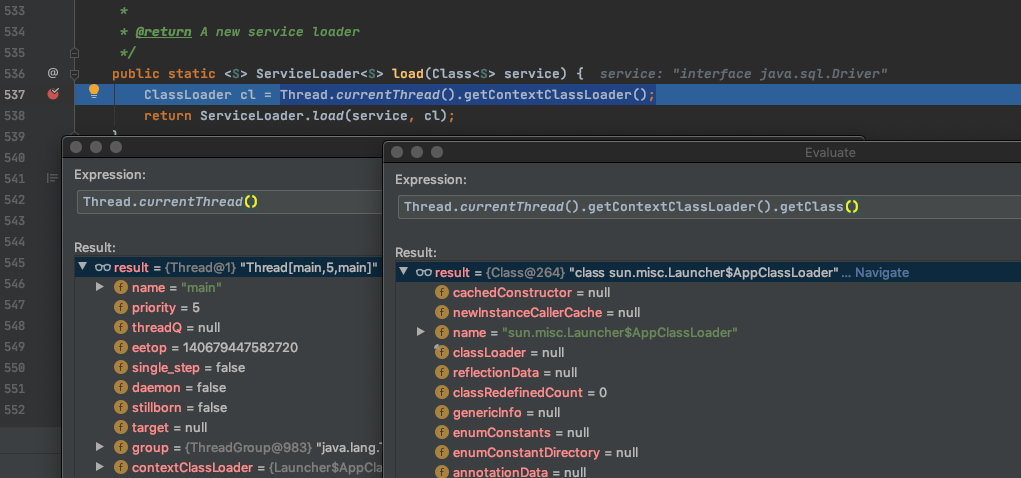 533 *
534 * @return A new service loader
535 */
536 @ public static <S> ServiceLoader<S> load(Class<S> service) { service: "interface java.sql.Driver"
537 ClassLoader cl = Thread.currentThread().getContextClassLoader();
538 return ServiceLoader.load(service, cl);
539
540
541
542
543
544
545
546
547
548
549
550
551
552
Expression:
Thread.currentThread()
Result:
result = {Thread@1} "Thread[main,5,main]"
name = "main"
priority = 5
threadQ = null
eetop = 140679447582720
single_step = false
daemon = false
stillborn = false
target = null
group = {ThreadGroup@983} "java.lang.
contextClassLoader = {Launcher$AppCla
Evaluate
Expression:
Thread.currentThread().getContextClassLoader().getClass()
Result:
result = {Class@264} "class sun.misc.Launcher$AppClassLoader" ... Navigate
cachedConstructor = null
newInstanceCallerCache = null
name = "sun.misc.Launcher$AppClassLoader"
classLoader = null
reflectionData = null
classRedefinedCount = 0
genericInfo = null
enumConstants = null
enumConstantDirectory = null
annotationData = null